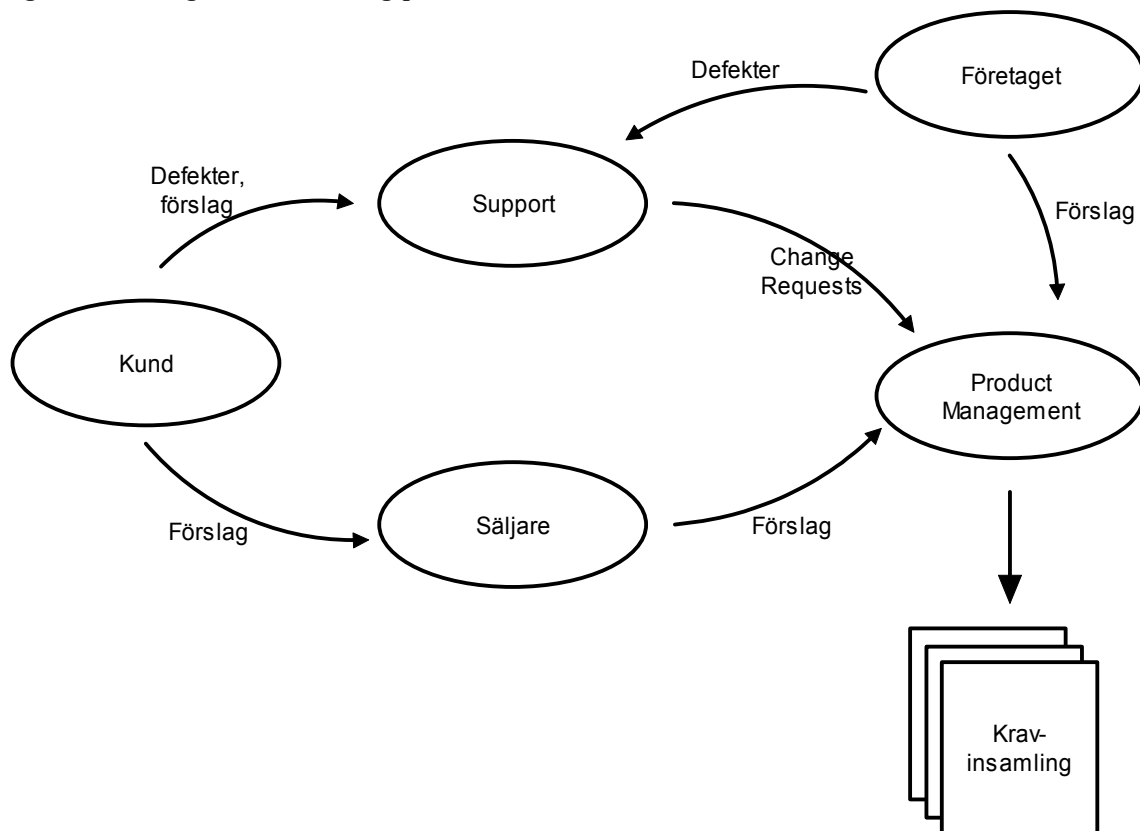 Företaget
Defekter
Defekter,
förslag
Support
Förslag
Change
Requests
Kund
Product
Management
Förslag
Säljare
Förslag
Krav-
insamling